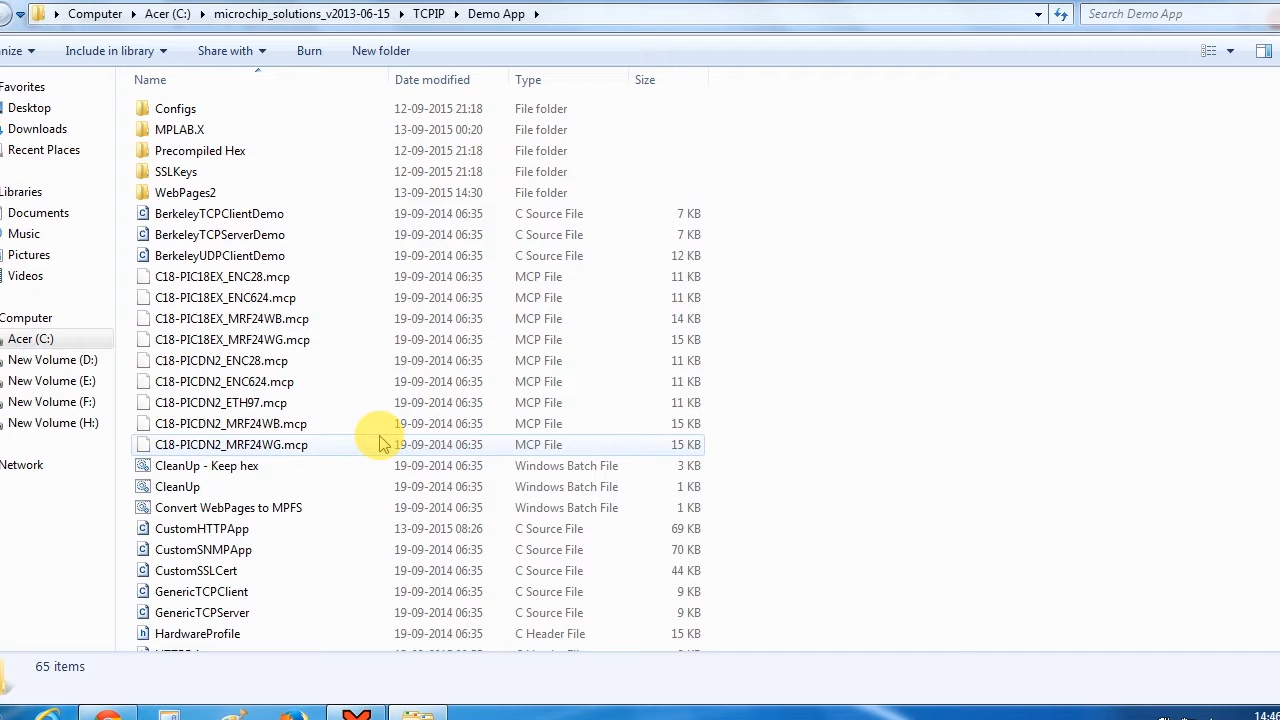 Computer Acer (C:) microchip_solutions_v2013-06-15 TCPIP Demo App Search Demo App
nize Include in library Share with Burn New folder
Name Date modified Type Size
Favorites
Desktop
Downloads
Recent Places
Libraries
Documents
Music
Pictures
Videos
Computer
Acer (C:)
New Volume (D:)
New Volume (E:)
New Volume (F:)
New Volume (H:)
Network
Configs 12-09-2015 21:18 File folder
MPLAB.X 13-09-2015 00:20 File folder
Precompiled Hex 12-09-2015 21:18 File folder
SSLKeys 12-09-2015 21:18 File folder
WebPages2 13-09-2015 14:30 File folder
BerkeleyTCPClientDemo 19-09-2014 06:35 C Source File 7 KB
BerkeleyTCPServerDemo 19-09-2014 06:35 C Source File 7 KB
BerkeleyUDPClientDemo 19-09-2014 06:35 C Source File 12 KB
C18-PIC18EX_ENC28.mcp 19-09-2014 06:35 MCP File 11 KB
C18-PIC18EX_ENC624.mcp 19-09-2014 06:35 MCP File 11 KB
C18-PIC18EX_MRF24WB.mcp 19-09-2014 06:35 MCP File 14 KB
C18-PIC18EX_MRF24WG.mcp 19-09-2014 06:35 MCP File 15 KB
C18-PICDN2_ENC28.mcp 19-09-2014 06:35 MCP File 11 KB
C18-PICDN2_ENC624.mcp 19-09-2014 06:35 MCP File 11 KB
C18-PICDN2_ETH97.mcp 19-09-2014 06:35 MCP File 11 KB
C18-PICDN2_MRF24WB.mcp 19-09-2014 06:35 MCP File 15 KB
C18-PICDN2_MRF24WG.mcp 19-09-2014 06:35 MCP File 15 KB
CleanUp - Keep hex 19-09-2014 06:35 Windows Batch File 3 KB
CleanUp 19-09-2014 06:35 Windows Batch File 1 KB
Convert WebPages to MPFS 19-09-2014 06:35 Windows Batch File 1 KB
CustomHTTPApp 13-09-2015 08:26 C Source File 69 KB
CustomSNMPApp 19-09-2014 06:35 C Source File 70 KB
CustomSSLCert 19-09-2014 06:35 C Source File 44 KB
GenericTCPClient 19-09-2014 06:35 C Source File 9 KB
GenericTCPServer 19-09-2014 06:35 C Source File 9 KB
HardwareProfile 19-09-2014 06:35 C Header File 15 KB
65 items